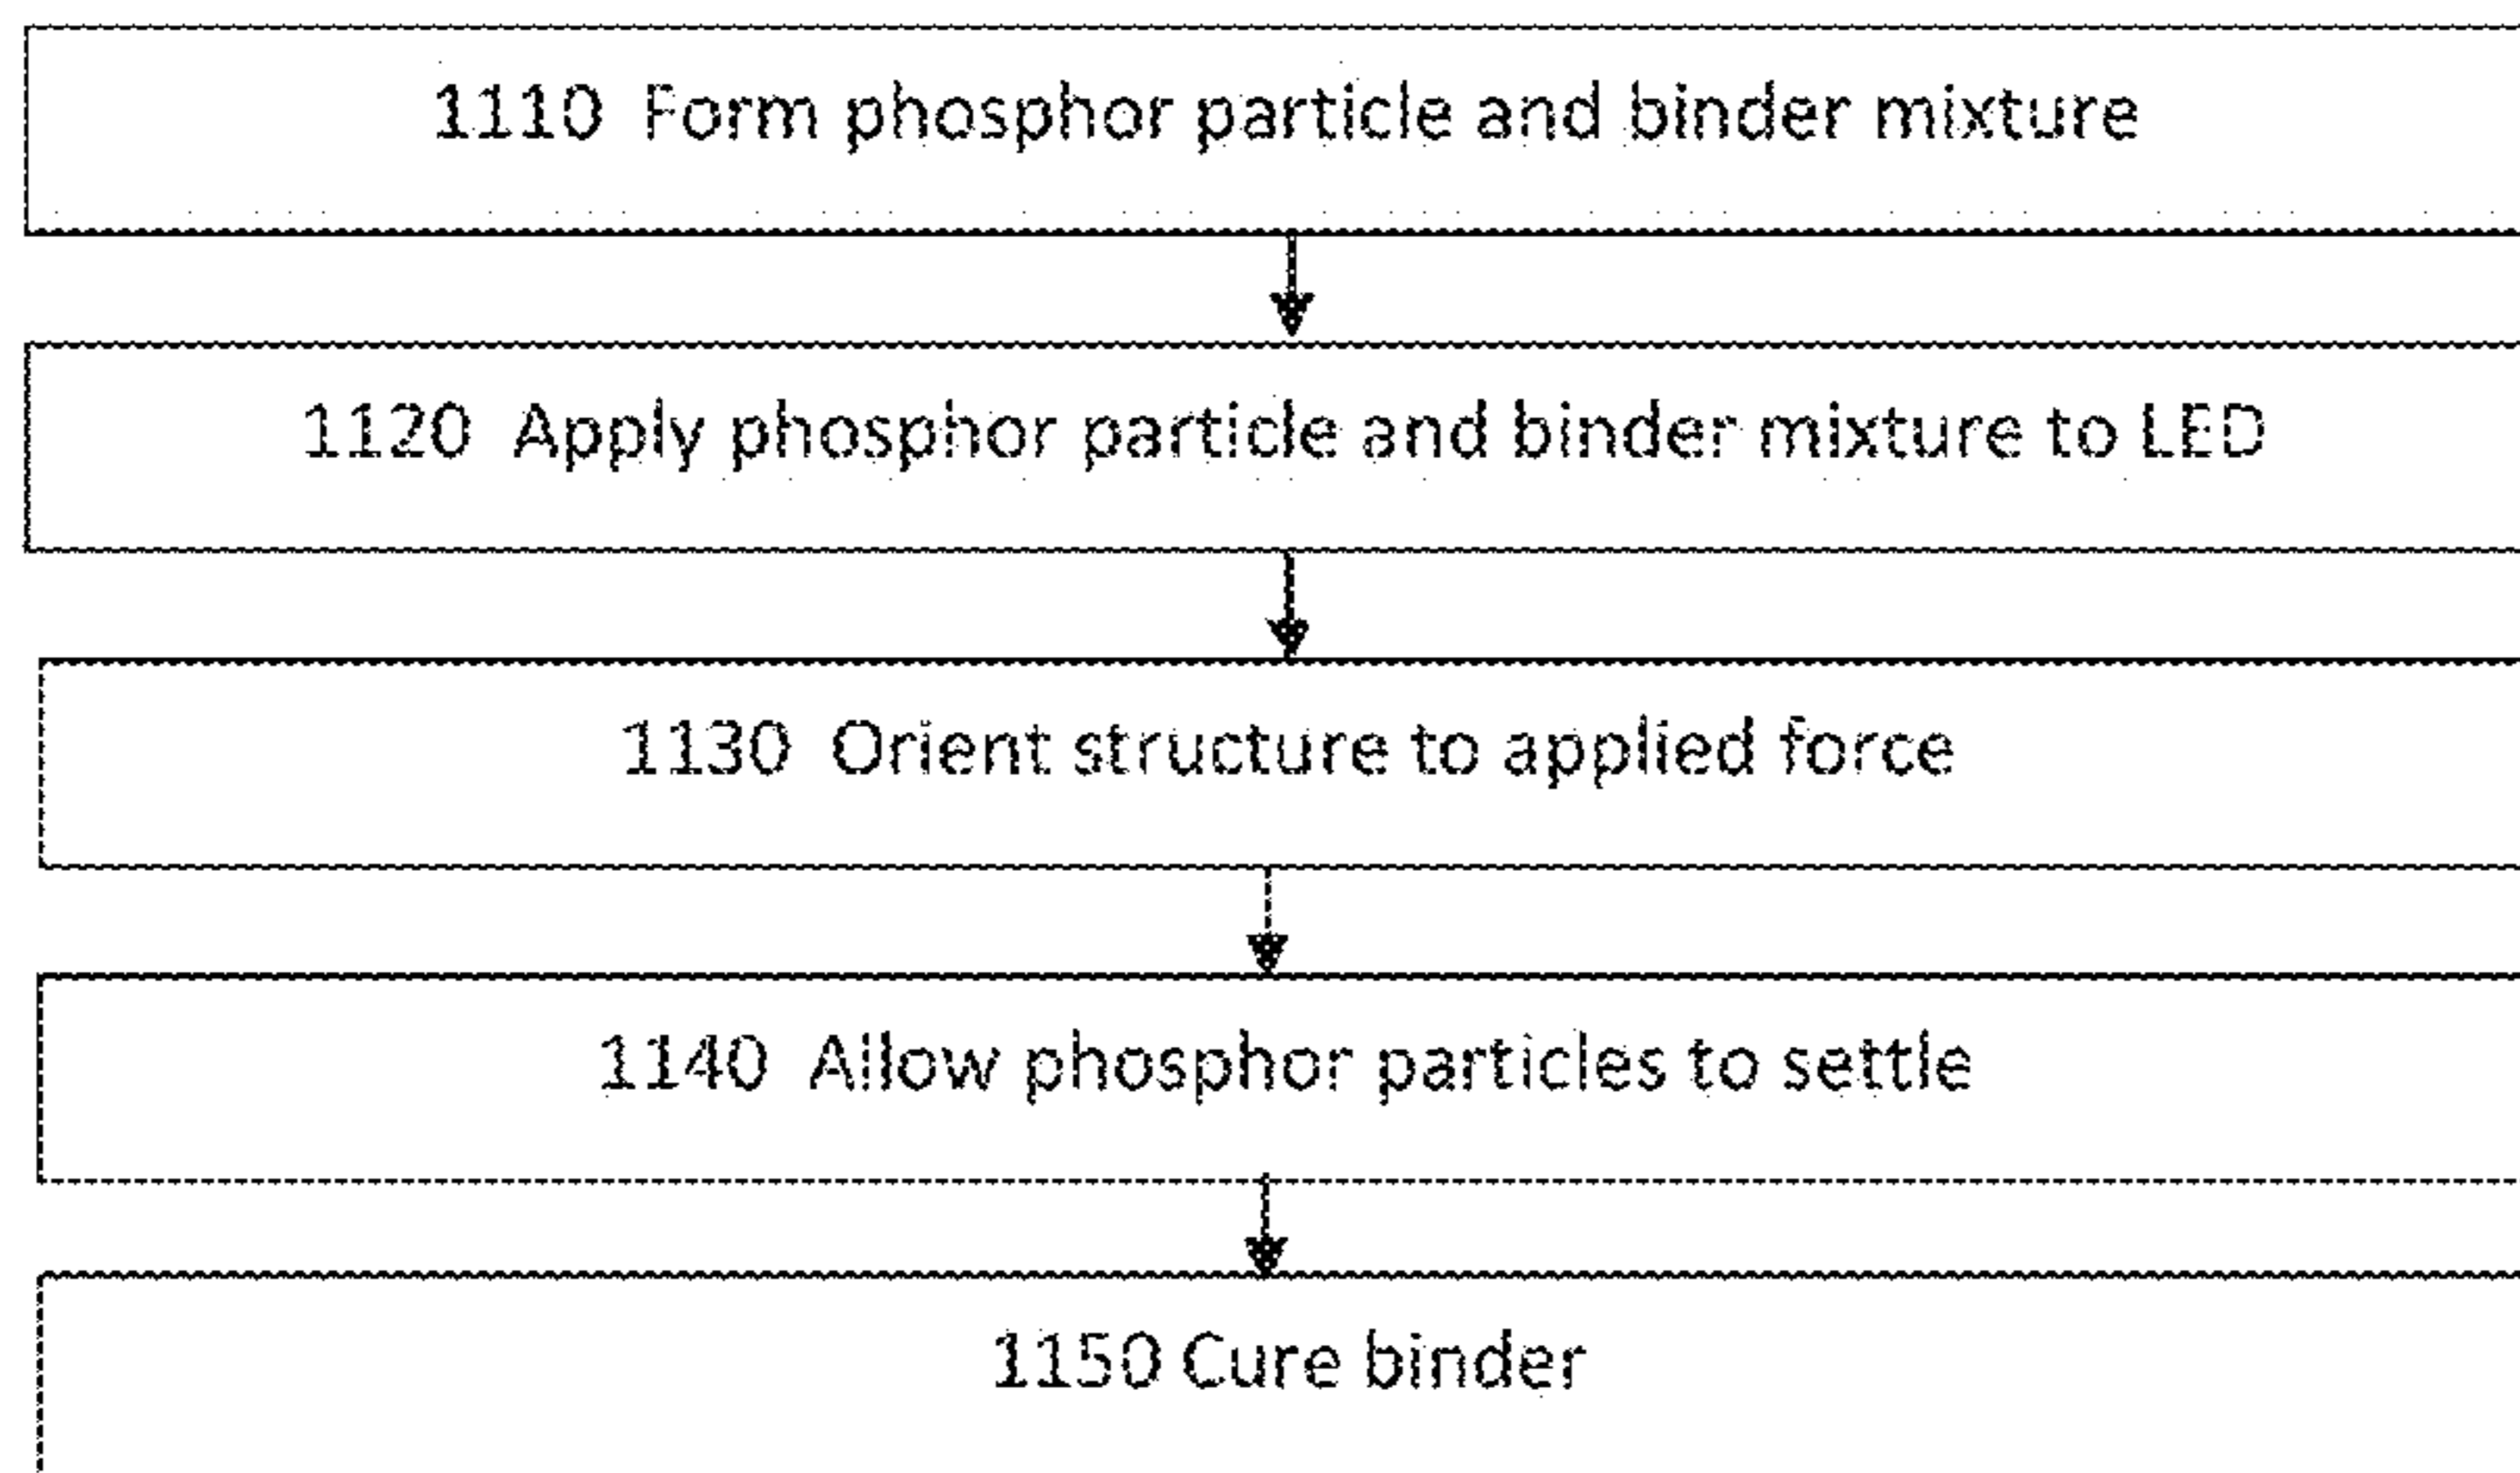 1110 Form phosphor particle and binder mixture
1120 Apply phosphor particle and binder mixture to LED
1130 Orient structure to applied force
1140 Allow phosphor particles to settle
1150 Cure binder